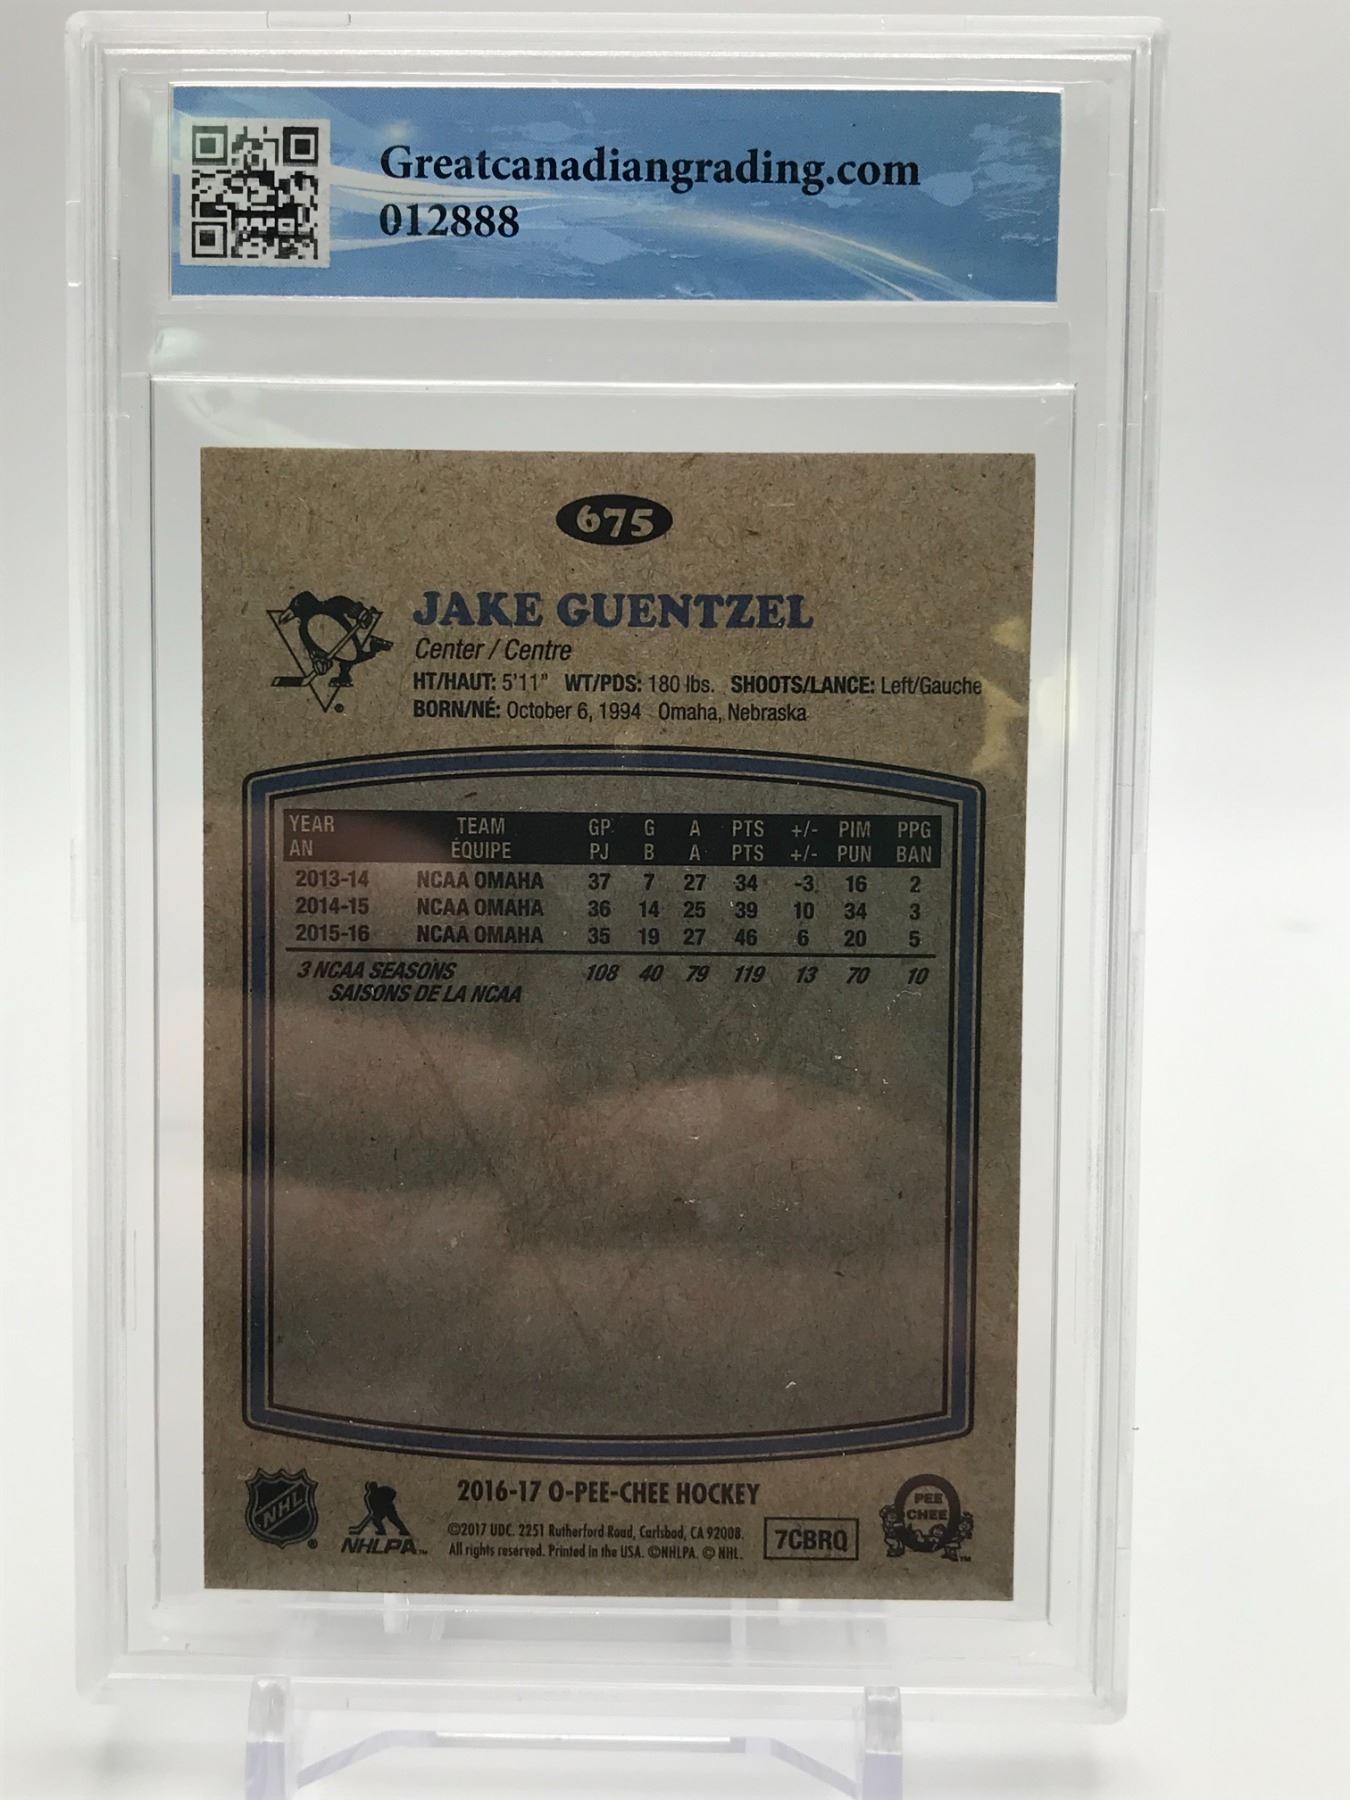 Greatcanadiangrading.com
012888
675
JAKE GUENTZEL
Center / Centre
HT/HAUT: 5'11" WT/PDS: 180 lbs. SHOOTS/LANCE: Left/Gauche
BORN/NÉ: October 6, 1994 Omaha, Nebraska
YEAR TEAM GP G A PTS +/- PIM PPG
AN ÉQUIPE PJ B A PTS +/- PUN BAN
2013-14 NCAA OMAHA 37 7 27 34 -3 16 2
2014-15 NCAA OMAHA 36 14 25 39 10 34 3
2015-16 NCAA OMAHA 35 19 27 46 6 20 5
3 NCAA SEASONS 108 40 79 119 13 70 10
SAISONS DE LA NCAA
2016-17 O-PEE-CHEE HOCKEY
©2017 UDC. 2251 Rutherford Road, Carlsbad, CA 92008.
All rights reserved. Printed in the USA. ©NHLPA. © NHL.
NHL
NHLPA™
7CBRQ
O
PEE
CHEE
™